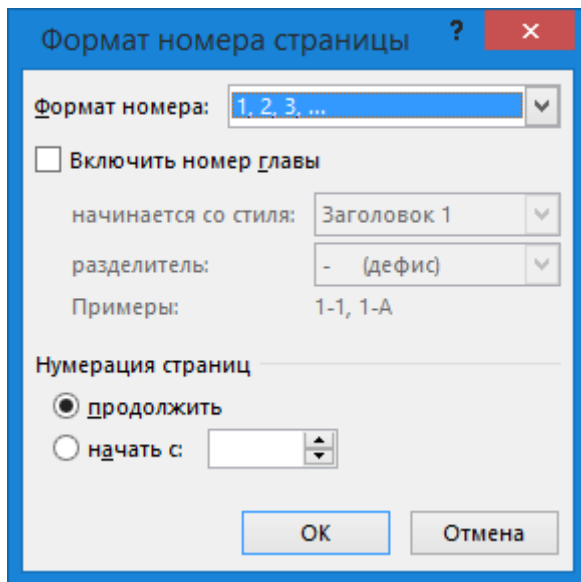 Формат номера страницы ?
Формат номера: 1, 2, 3, ...
Включить номер главы
начинается со стиля: Заголовок 1
разделитель: - (дефис)
Примеры: 1-1, 1-A
Нумерация страниц
продолжить
начать с:
ОК Отмена